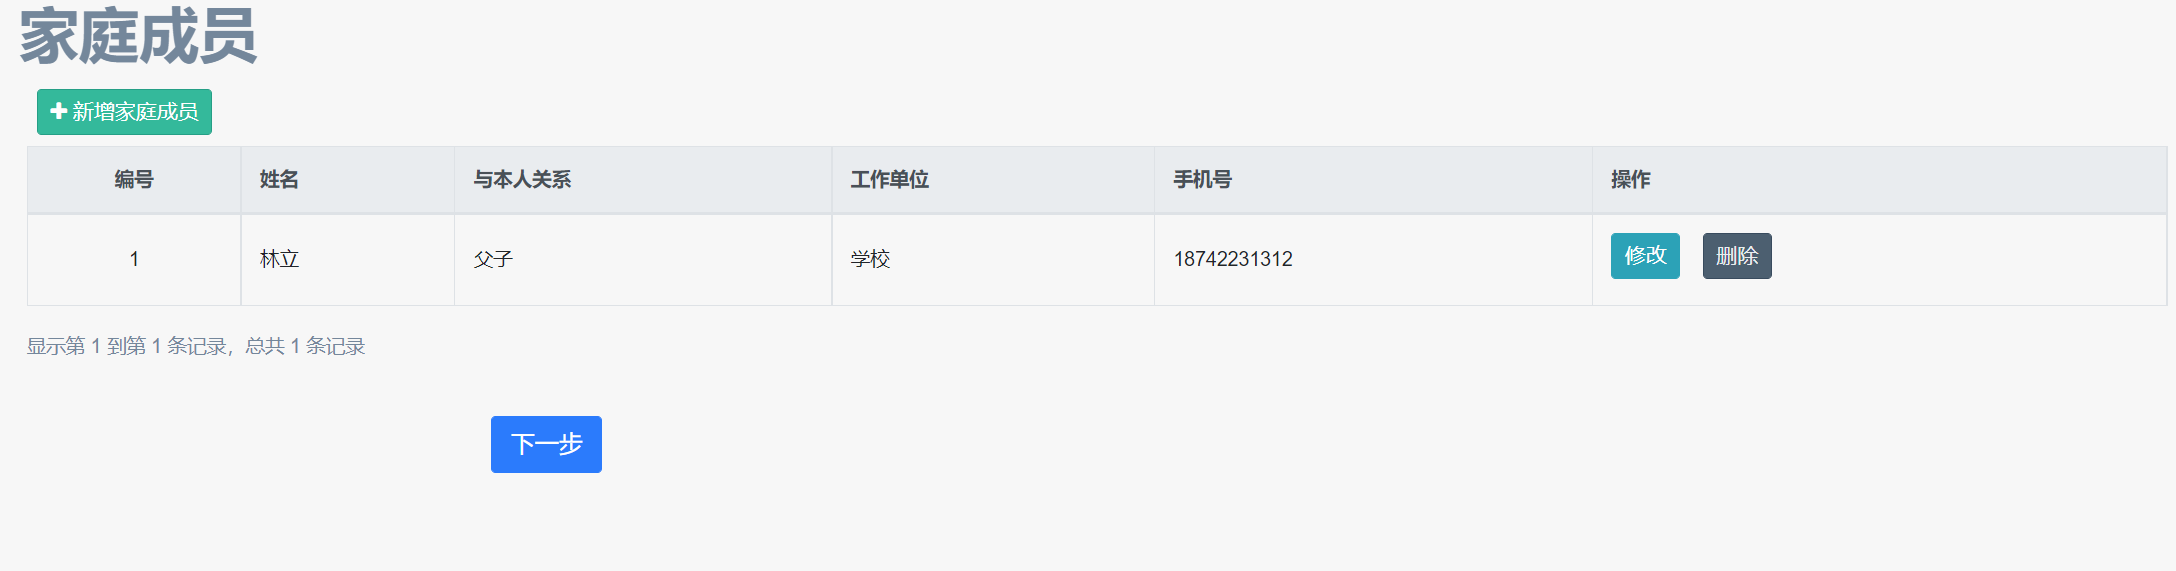 家庭成员
新增家庭成员
编号 姓名 与本人关系 工作单位 手机号 操作
1 林立 父子 学校 18742231312 修改 删除
显示第 1 到第 1 条记录，总共 1 条记录
下一步